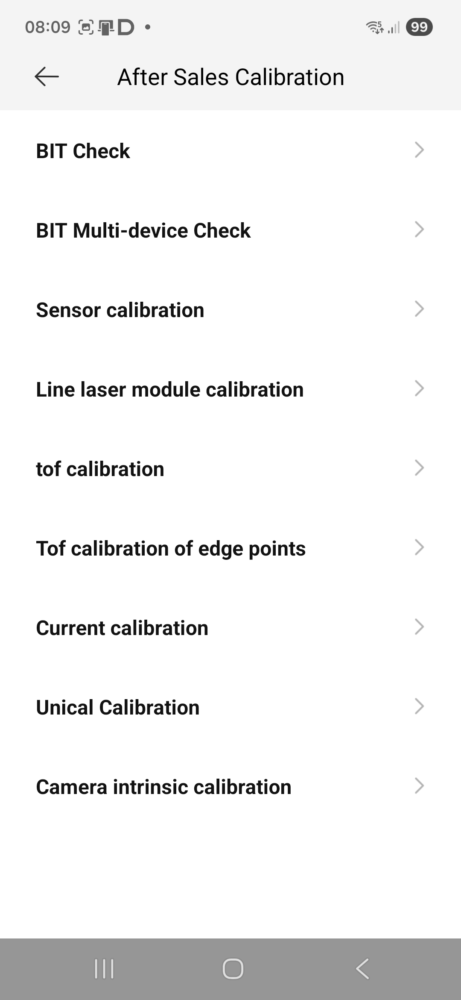 08:09
5
99
After Sales Calibration
BIT Check
BIT Multi-device Check
Sensor calibration
Line laser module calibration
tof calibration
Tof calibration of edge points
Current calibration
Unical Calibration
Camera intrinsic calibration